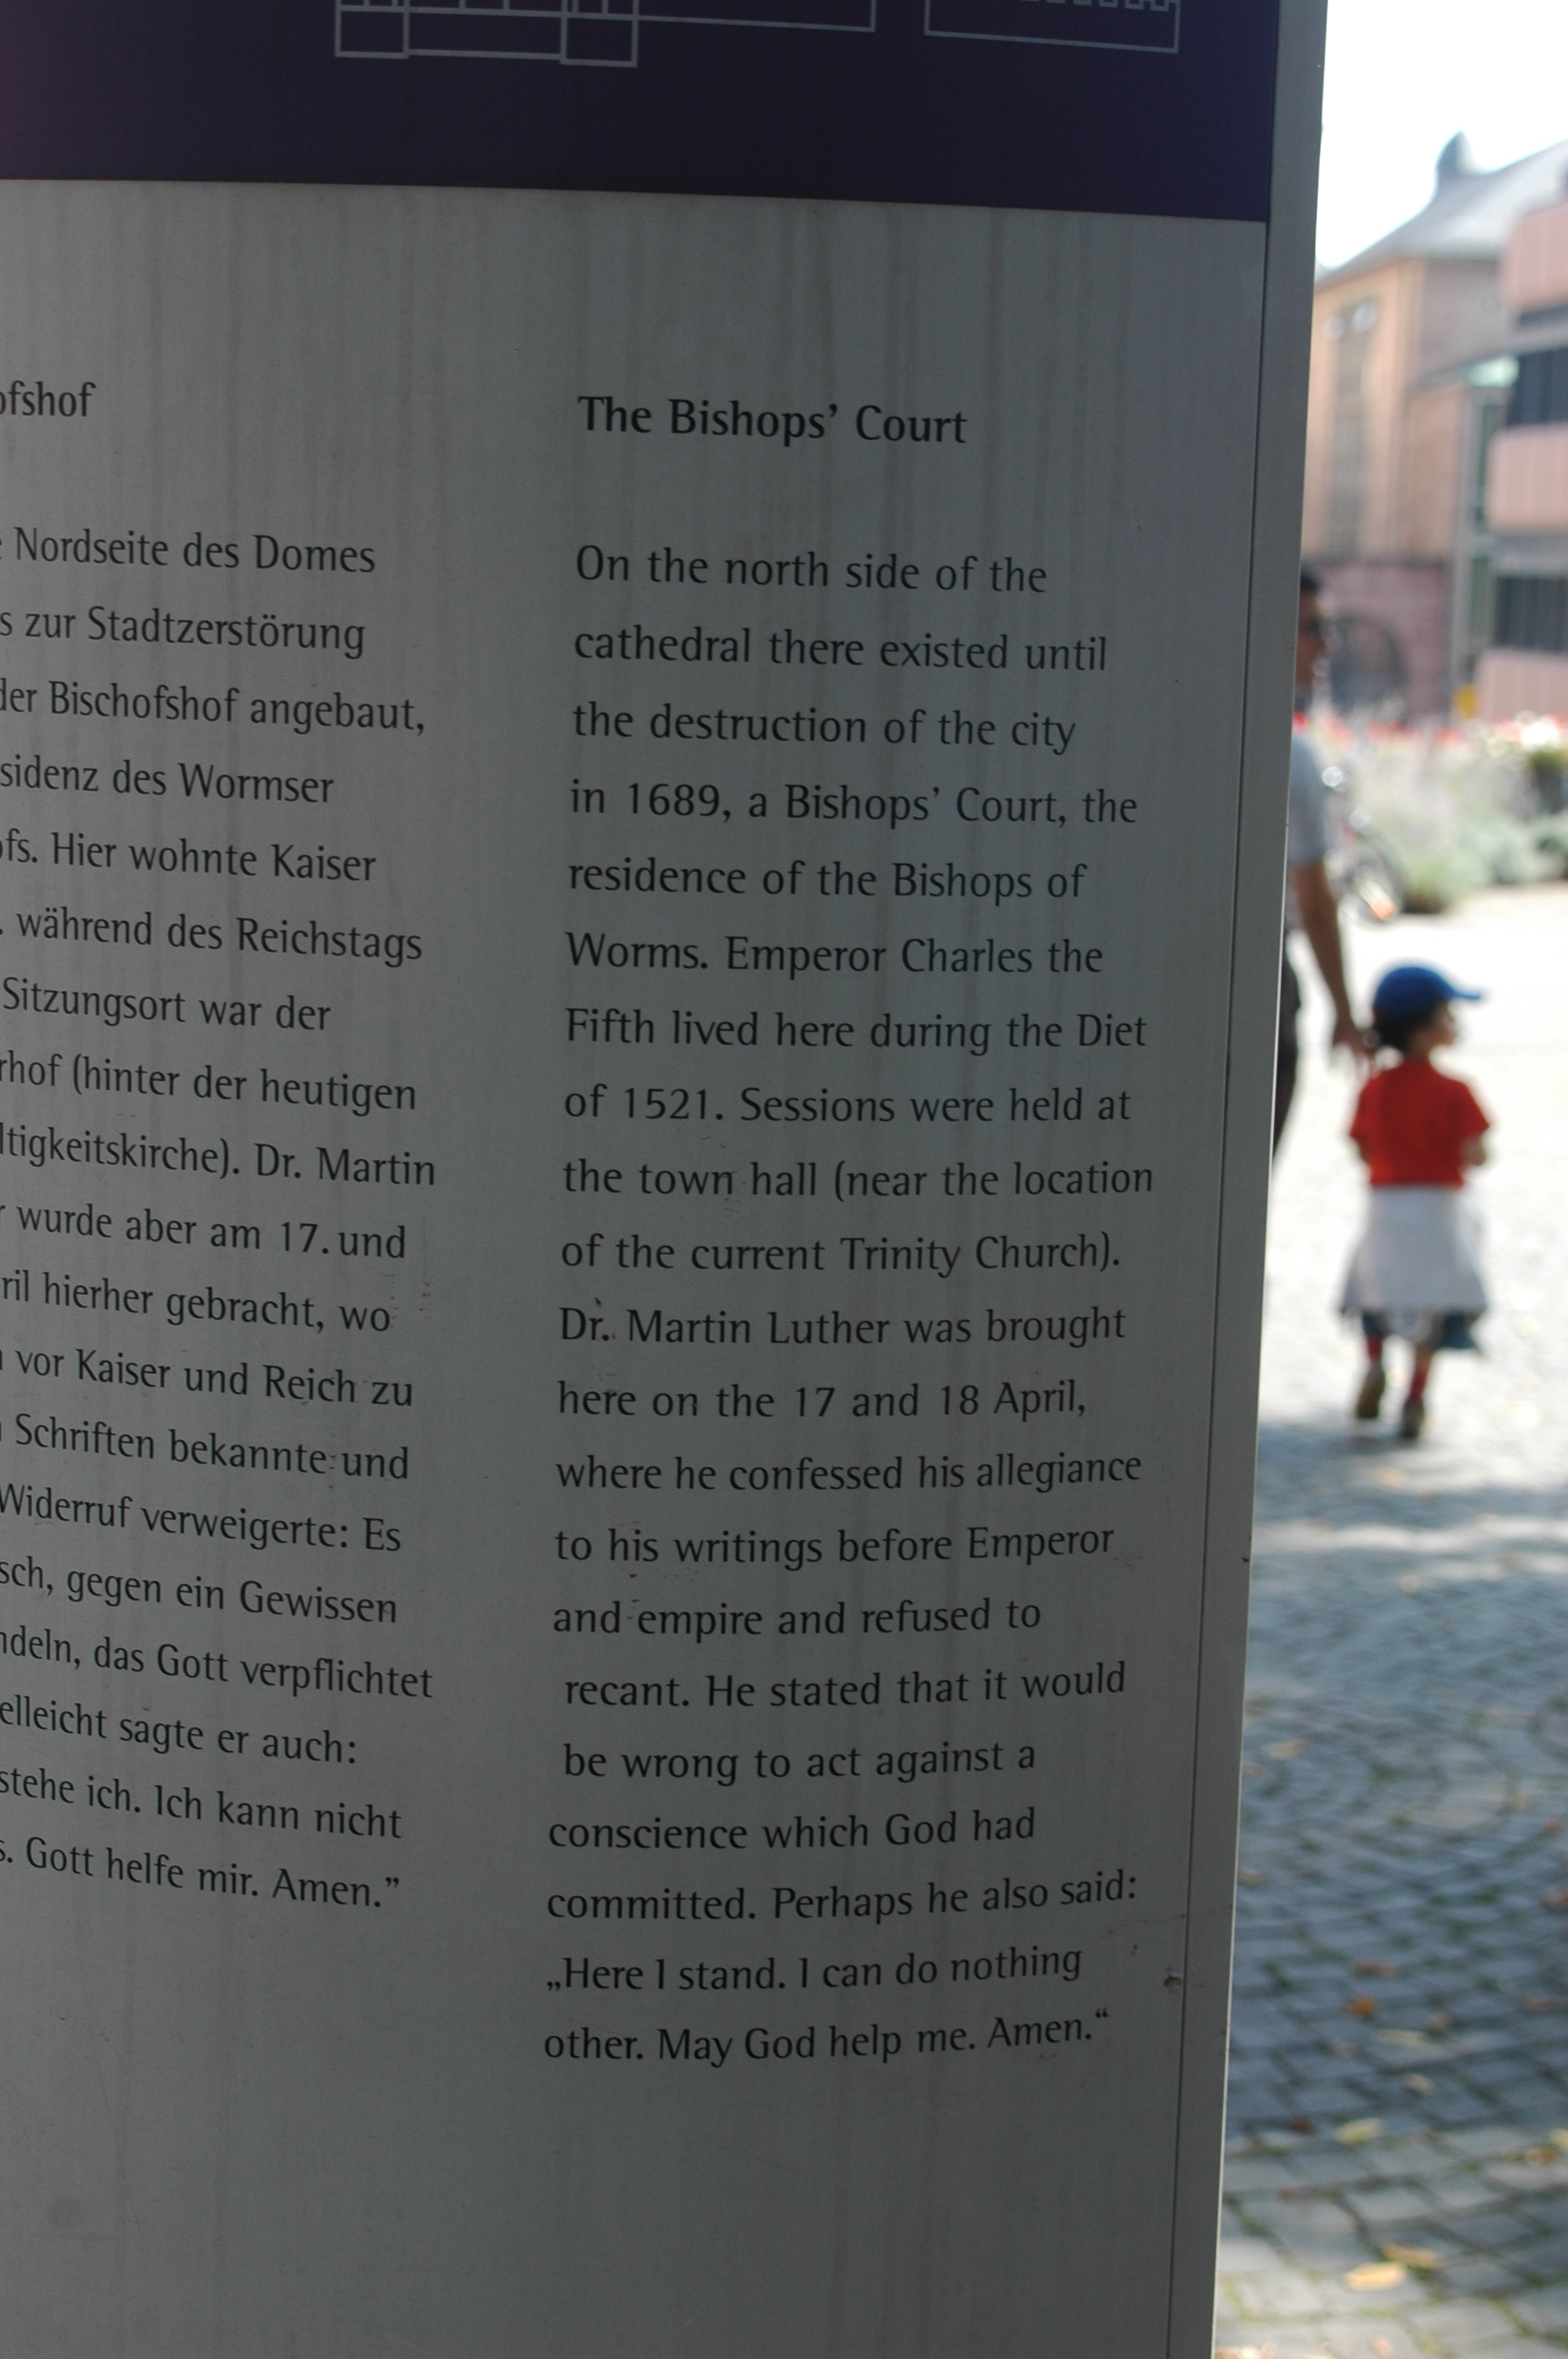 ofshof
Nordseite des Domes
s zur Stadtzerstörung
der Bischofshof angebaut,
sidenz des Wormser
ofs. Hier wohnte Kaiser
. während des Reichstags
Sitzungsort war der
rhof (hinter der heutigen
ltigkeitskirche). Dr. Martin
r wurde aber am 17. und
ril hierher gebracht, wo
vor Kaiser und Reich zu
Schriften bekannte und
Widerruf verweigerte: Es
sch, gegen ein Gewissen
ndeln, das Gott verpflichtet
elleicht sagte er auch:
stehe ich. Ich kann nicht
s. Gott helfe mir. Amen.”
The Bishops’ Court
On the north side of the
cathedral there existed until
the destruction of the city
in 1689, a Bishops’ Court, the
residence of the Bishops of
Worms. Emperor Charles the
Fifth lived here during the Diet
of 1521. Sessions were held at
the town hall (near the location
of the current Trinity Church).
Dr. Martin Luther was brought
here on the 17 and 18 April,
where he confessed his allegiance
to his writings before Emperor
and empire and refused to
recant. He stated that it would
be wrong to act against a
conscience which God had
committed. Perhaps he also said:
„Here I stand. I can do nothing
other. May God help me. Amen.“